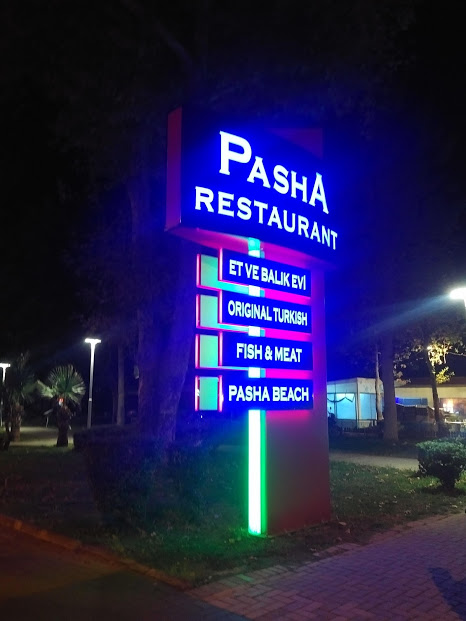 PASHA
RESTAURANT
ET VE BALIK EVİ
ORIGINAL TURKISH
FISH & MEAT
PASHA BEACH